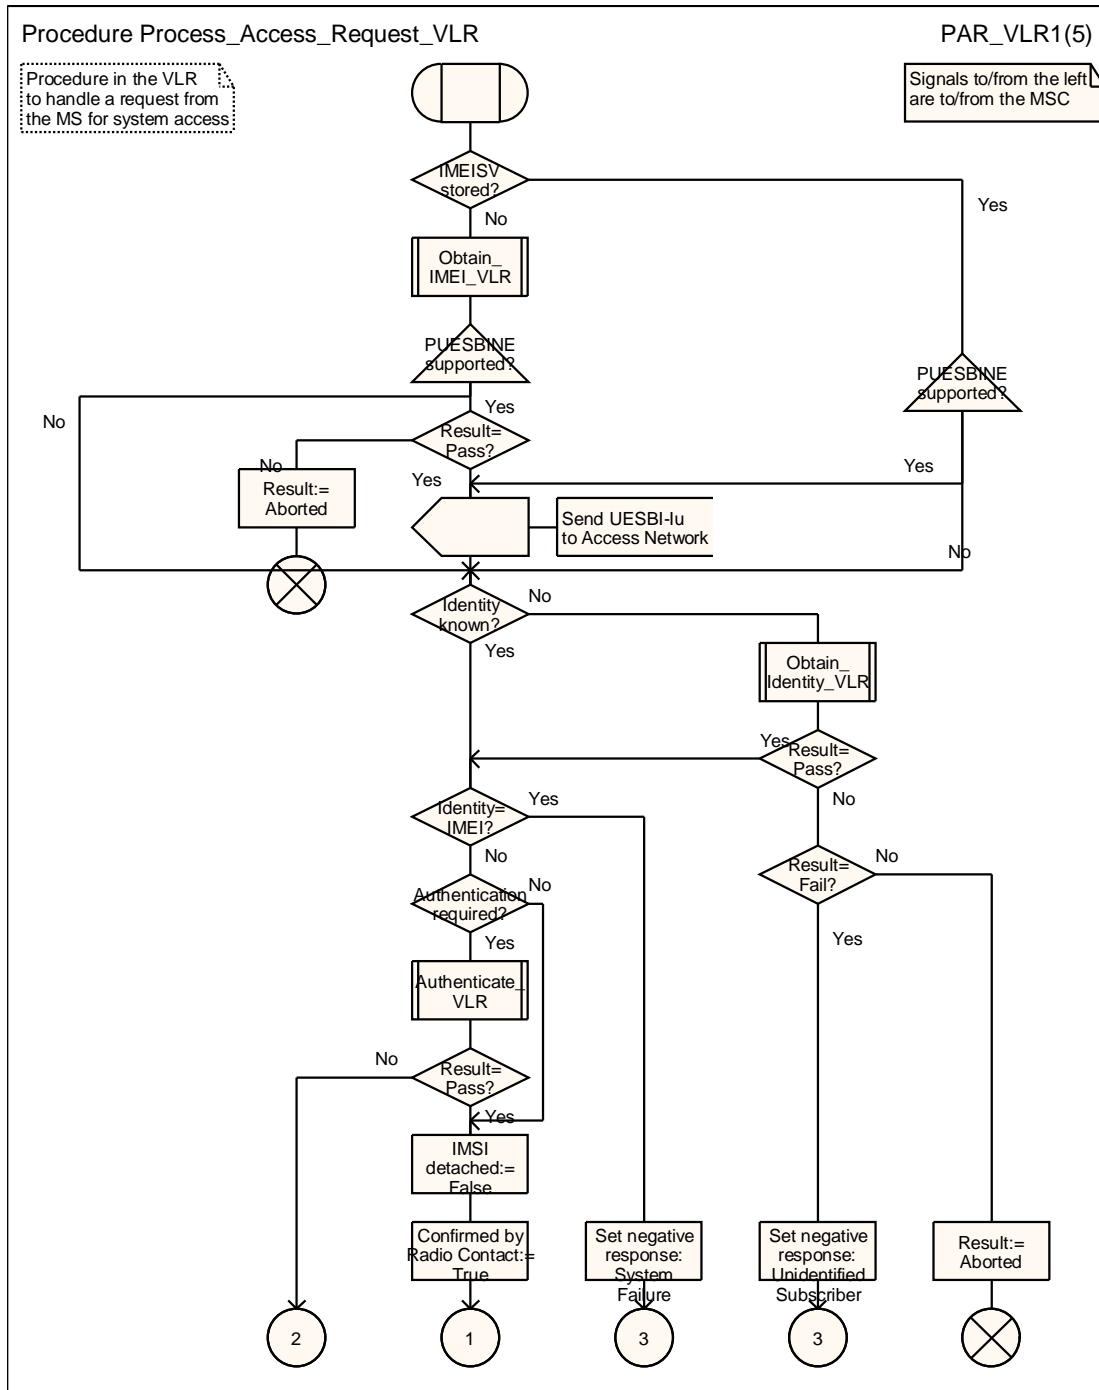 Procedure Process_Access_Request_VLR
PAR_VLR1(5)
Procedure in the VLR
to handle a request from
the MS for system access
Signals to/from the left
are to/from the MSC
IMEISV
stored?
Yes
No
Obtain_
IMEI_VLR
PUESBINE
supported?
PUESBINE
supported?
No
Yes
Result=
Pass?
No
Yes
Yes
Result:=
Aborted
Send UESBI-Iu
to Access Network
No
Identity
known?
No
Yes
Obtain_
Identity_VLR
Yes
Result=
Pass?
No
Identity=
IMEI?
Yes
No
Result=
Fail?
No
Yes
Authentication
required?
No
Yes
Authenticate_
VLR
No
Result=
Pass?
Yes
IMSI
detached:=
False
Confirmed by
Radio Contact:=
True
Set negative
response:
System
Failure
Set negative
response:
Unidentified
Subscriber
Result:=
Aborted
2
1
3
3